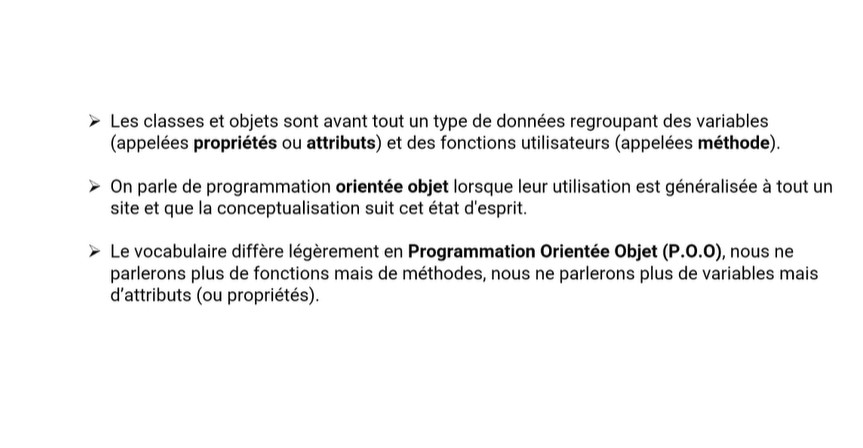 ➤ Les classes et objets sont avant tout un type de données regroupant des variables
(appelées propriétés ou attributs) et des fonctions utilisateurs (appelées méthode).
➤ On parle de programmation orientée objet lorsque leur utilisation est généralisée à tout un
site et que la conceptualisation suit cet état d'esprit.
➤ Le vocabulaire diffère légèrement en Programmation Orientée Objet (P.O.O), nous ne
parlerons plus de fonctions mais de méthodes, nous ne parlerons plus de variables mais
d’attributs (ou propriétés).